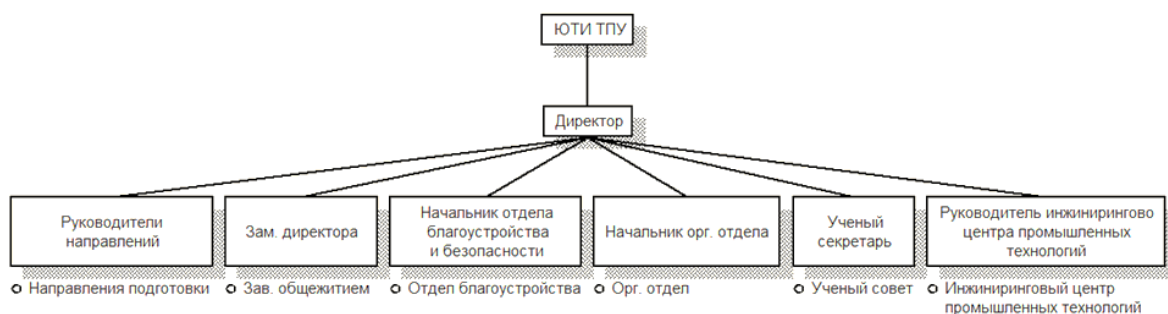 ЮТИ ТПУ
Директор
Руководители
направлений
Зам. директора
Начальник отдела
благоустройства
и безопасности
Начальник орг. отдела
Ученый
секретарь
Руководитель инжинирингово
центра промышленных
технологий
Направления подготовки
Зав. общежитием
Отдел благоустройства
Орг. отдел
Ученый совет
Инжиниринговый центр
промышленных технологий